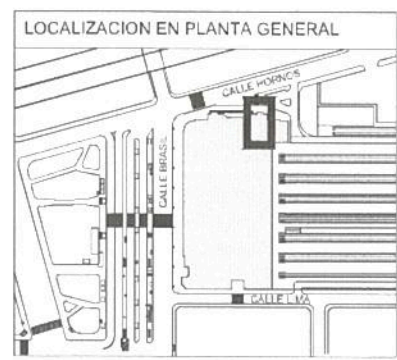 LOCALIZACION EN PLANTA GENERAL
CALLE HORNOS
CALLE BRASIL
CALLE LIMA